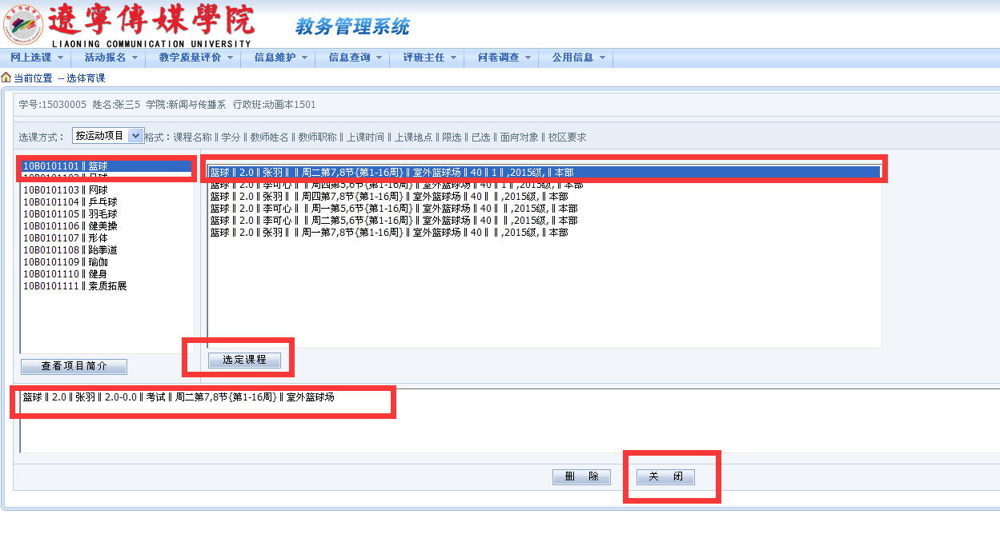 遼寧傳媒學院
LIAONING COMMUNICATION UNIVERSITY
教务管理系统
网上选课 活动报名 教学质量评价 信息维护 信息查询 评班主任 问卷调查 公用信息
当前位置 -- 选体育课
学号:15030005 姓名:张三5 学院:新闻与传播系 行政班:动画本1501
选课方式： 按运动项目 格式：课程名称‖学分‖教师姓名‖教师职称‖上课时间‖上课地点‖限选‖已选‖面向对象‖校区要求
10B0101101‖篮球
10B0101103‖网球
10B0101104‖乒乓球
10B0101105‖羽毛球
10B0101106‖健美操
10B0101107‖形体
10B0101108‖跆拳道
10B0101109‖瑜伽
10B0101110‖健身
10B0101111‖素质拓展
篮球‖2.0‖张羽‖‖周二第7,8节{第1-16周}‖室外篮球场‖40‖1‖,2015级,‖本部
篮球‖2.0‖李可心‖‖周四第5,6节{第1-16周}‖室外篮球场‖40‖1‖,2015级,‖本部
篮球‖2.0‖张羽‖‖周四第7,8节{第1-16周}‖室外篮球场‖40‖‖,2015级,‖本部
篮球‖2.0‖李可心‖‖周一第5,6节{第1-16周}‖室外篮球场‖40‖‖,2015级,‖本部
篮球‖2.0‖李可心‖‖周二第5,6节{第1-16周}‖室外篮球场‖40‖‖,2015级,‖本部
篮球‖2.0‖张羽‖‖周一第7,8节{第1-16周}‖室外篮球场‖40‖‖,2015级,‖本部
查看项目简介
选定课程
篮球‖2.0‖张羽‖2.0-0.0‖考试‖周二第7,8节{第1-16周}‖室外篮球场
删 除
关 闭